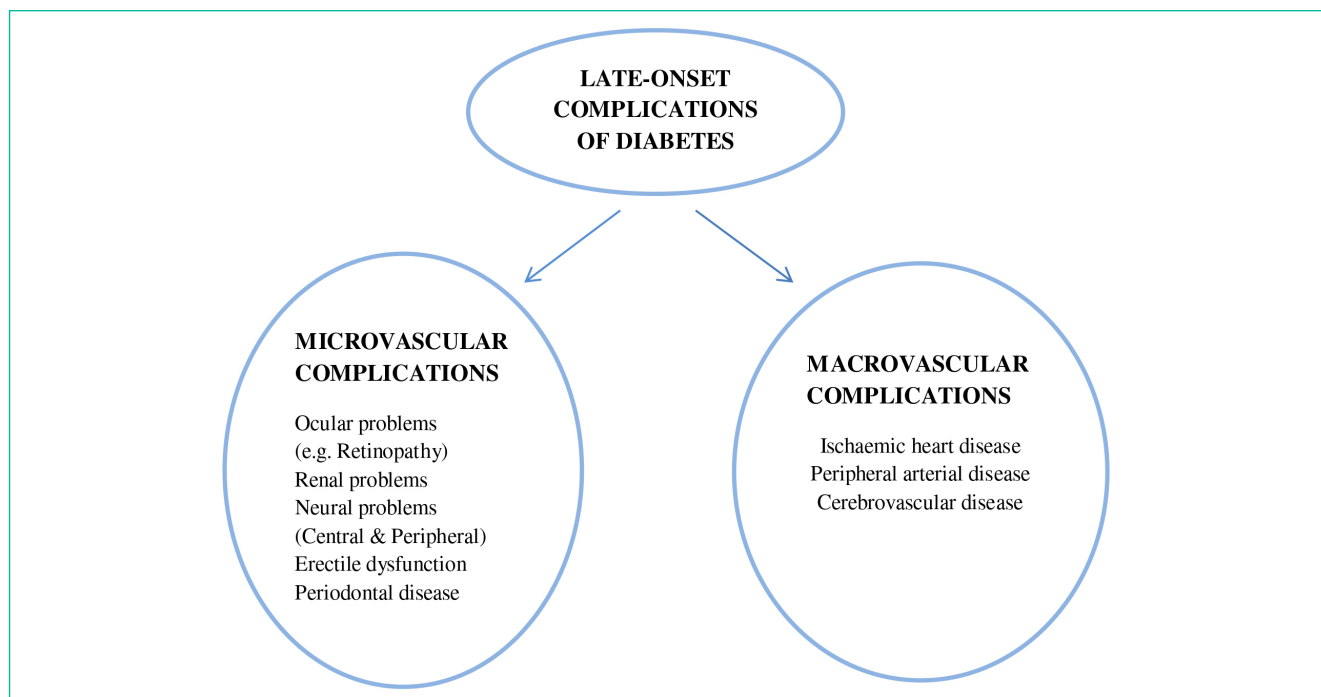 LATE-ONSET
COMPLICATIONS
OF DIABETES
MICROVASCULAR
COMPLICATIONS
Ocular problems
(e.g. Retinopathy)
Renal problems
Neural problems
(Central & Peripheral)
Erectile dysfunction
Periodontal disease
MACROVASCULAR
COMPLICATIONS
Ischaemic heart disease
Peripheral arterial disease
Cerebrovascular disease